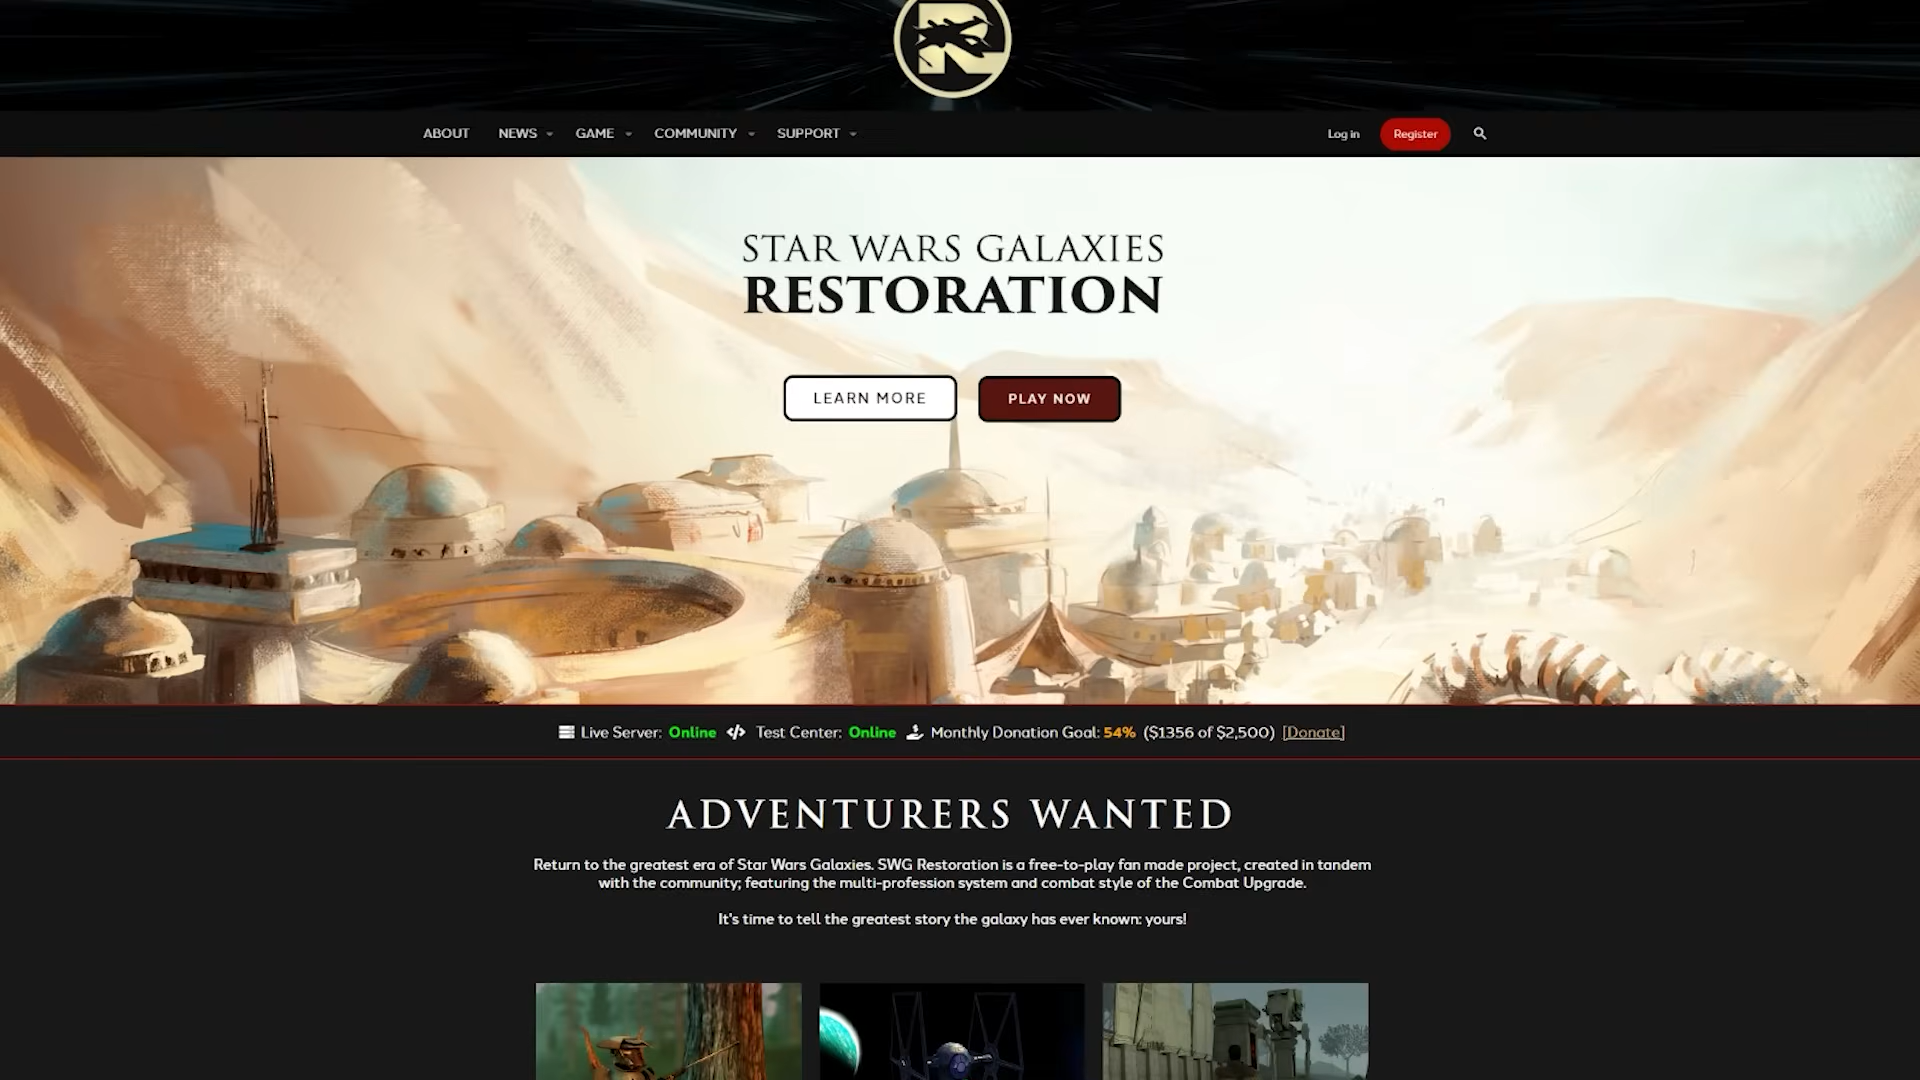 R
ABOUT NEWS GAME COMMUNITY SUPPORT Log in Register
STAR WARS GALAXIES
RESTORATION
LEARN MORE PLAY NOW
Live Server: Online Test Center: Online Monthly Donation Goal: 54% ($1356 of $2,500) [Donate]
ADVENTURERS WANTED
Return to the greatest era of Star Wars Galaxies. SWG Restoration is a free-to-play fan made project, created in tandem
with the community; featuring the multi-profession system and combat style of the Combat Upgrade.
It's time to tell the greatest story the galaxy has ever known: yours!